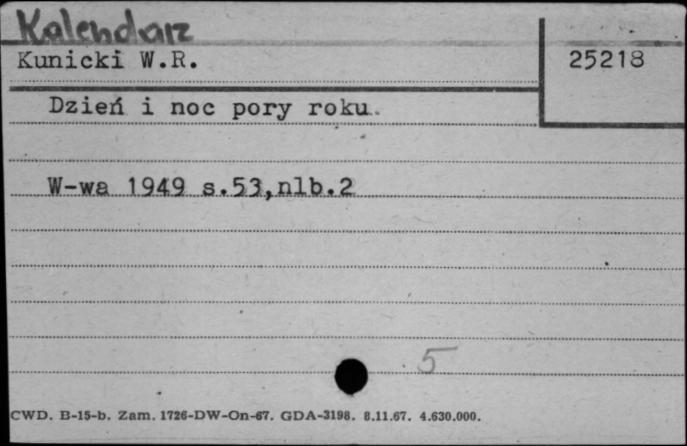 Kalendarz
Kunicki W.R.
25218
Dzień i noc pory roku.
W-wa 1949 s.53,nlb.2
5
CWD. B-15-b. Zam. 1726-DW-On-67. GDA-3198. 8.11.67. 4.630.000.